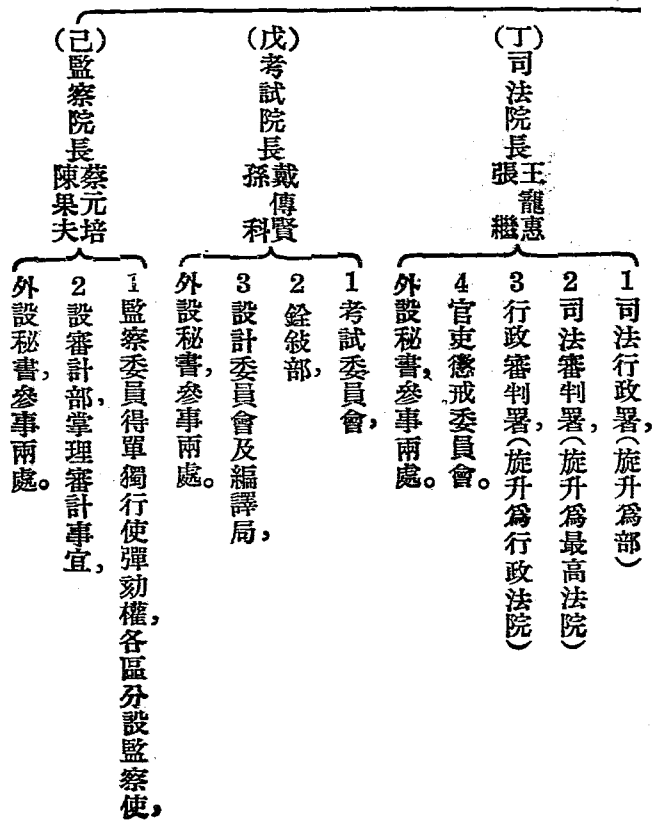 (丁)司法院長王寵惠
張繼
1司法行政署(旋升爲部)
2司法審判署,(旋升爲最高法院)
3行政審判署,(旋升爲行政法院)
4官吏懲戒委員會。
外設秘書,參事兩處。
(戊)考試院長戴傳賢
孫科
1考試委員會,
2銓敍部,
3設計委員會及編譯局,
外設秘書,參事兩處。
(己)監察院長蔡元培
陳果夫
1監察委員得單獨行使彈劾權,各區分設監察使,
2設審計部,掌理審計事宜,
外設秘書,參事兩處。